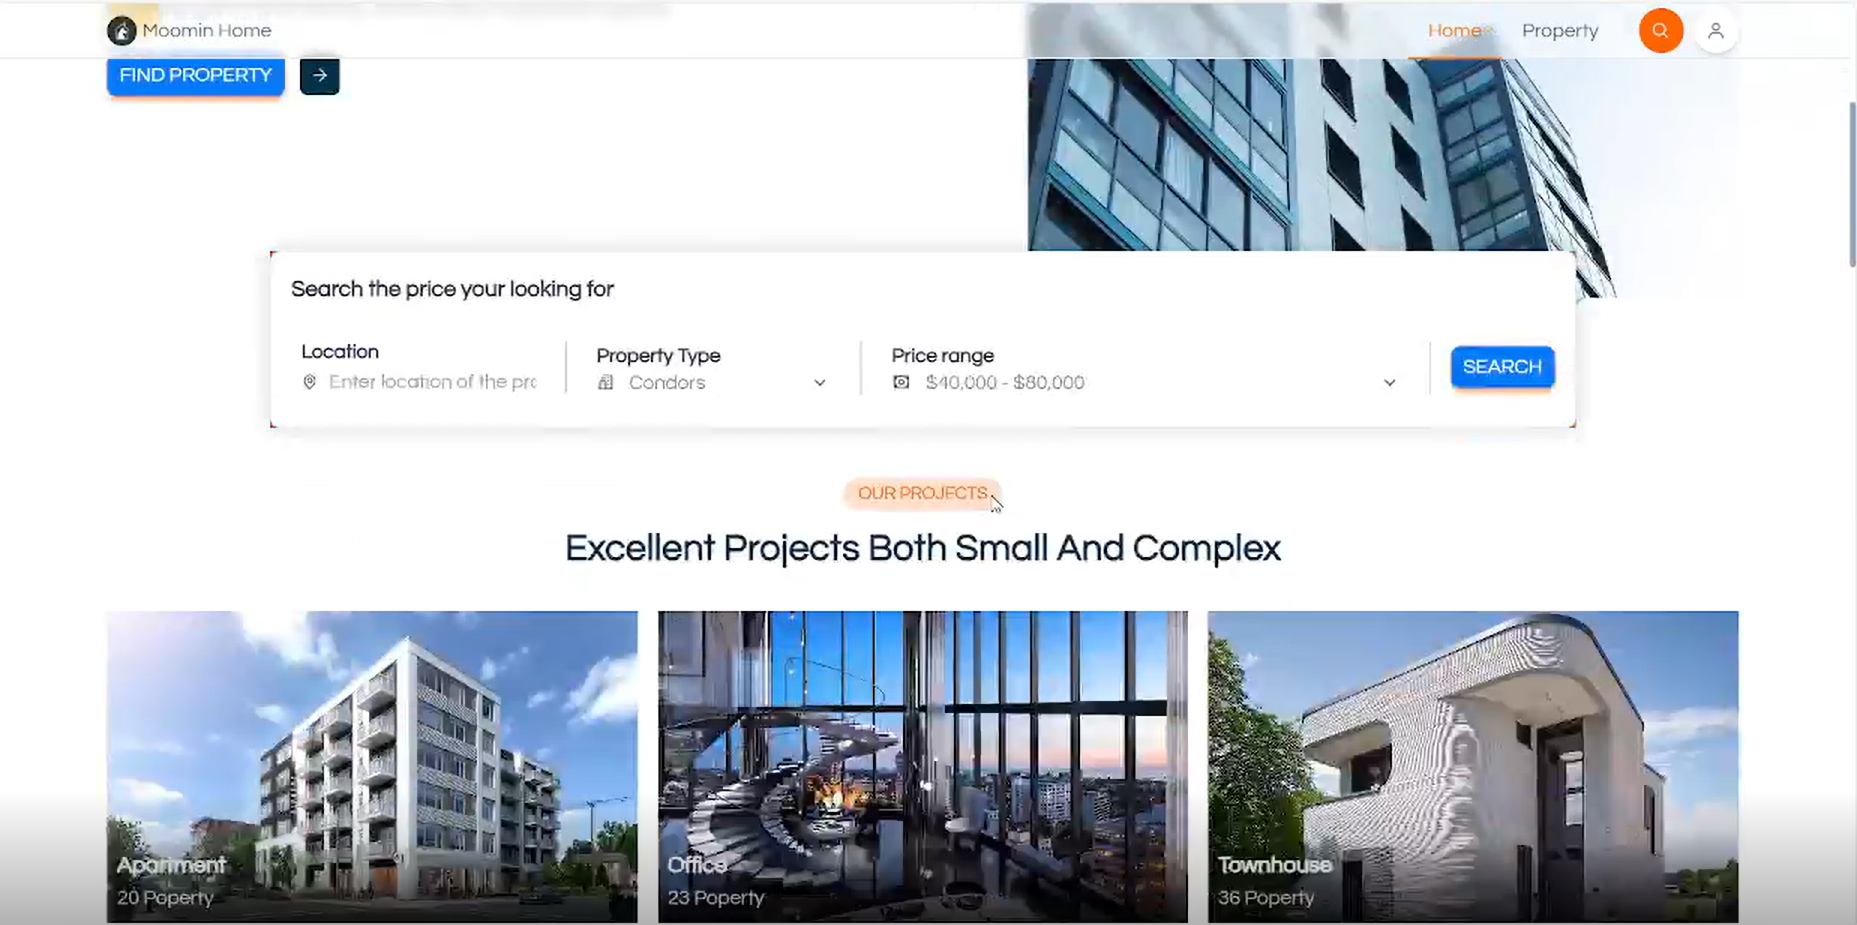 Moomin Home
Home
Property
FIND PROPERTY
Search the price your looking for
Location
Enter location of the pro
Property Type
Condors
Price range
$40,000 - $80,000
SEARCH
OUR PROJECTS
Excellent Projects Both Small And Complex
Apartment
20 Poperty
Office
23 Poperty
Townhouse
36 Poperty